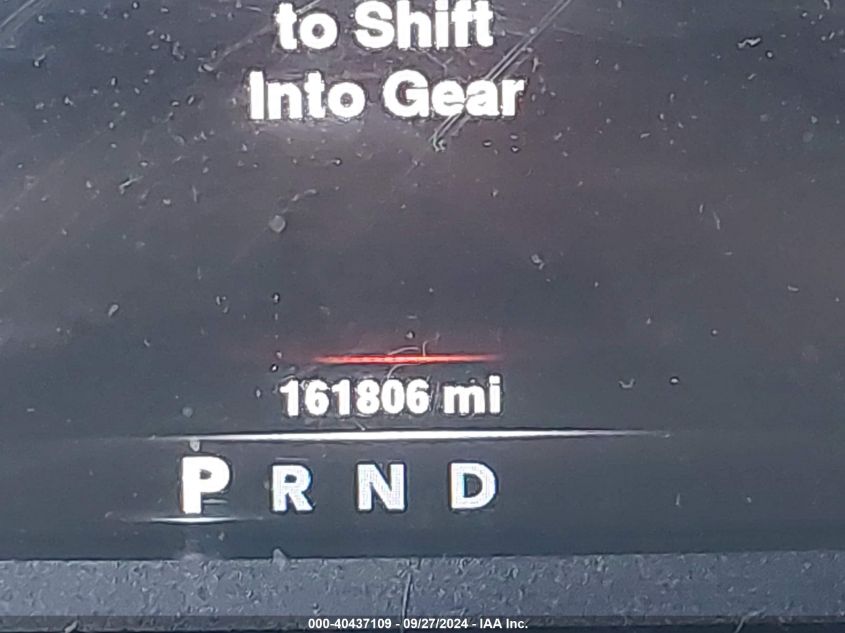 to Shift
Into Gear
161806 mi
P R N D
000-40437109 - 09/27/2024 - IAA Inc.